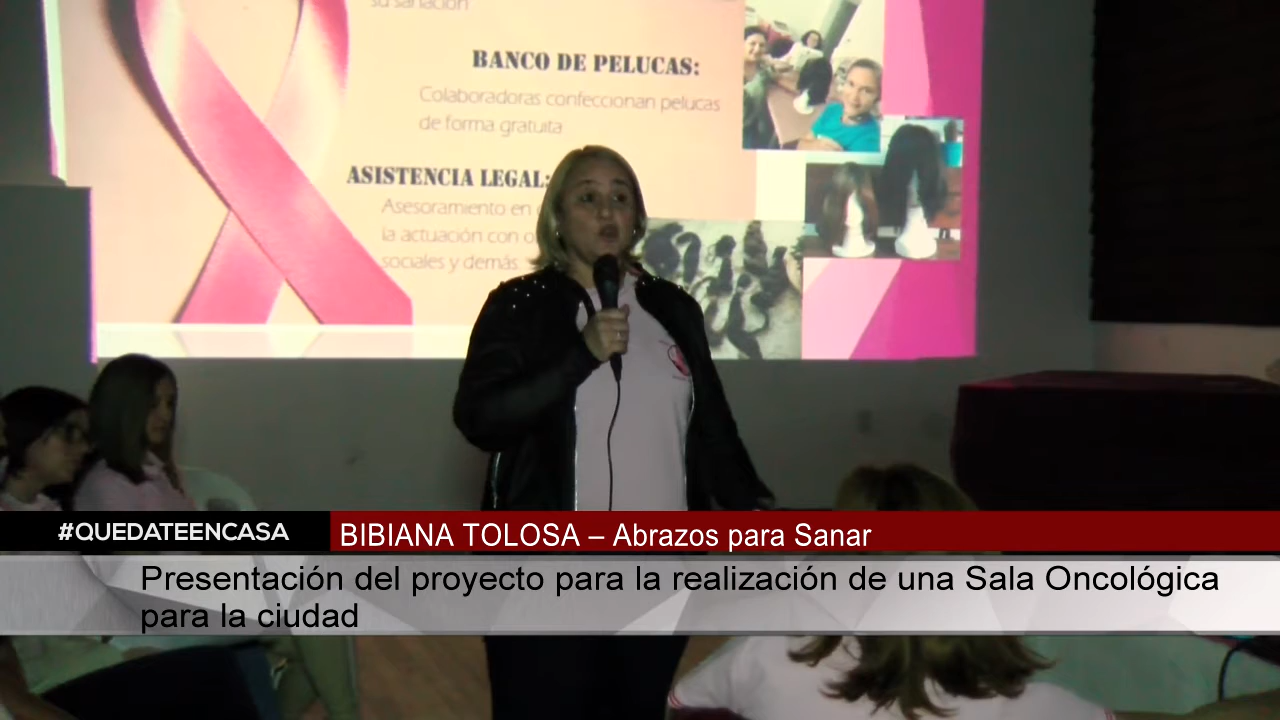 su sanación
BANCO DE PELUCAS:
Colaboradoras confeccionan pelucas
de forma gratuita
ASISTENCIA LEGAL:
Asesoramiento en
la actuación con o
sociales y demás
#QUEDATEENCASA
BIBIANA TOLOSA – Abrazos para Sanar
Presentación del proyecto para la realización de una Sala Oncológica
para la ciudad